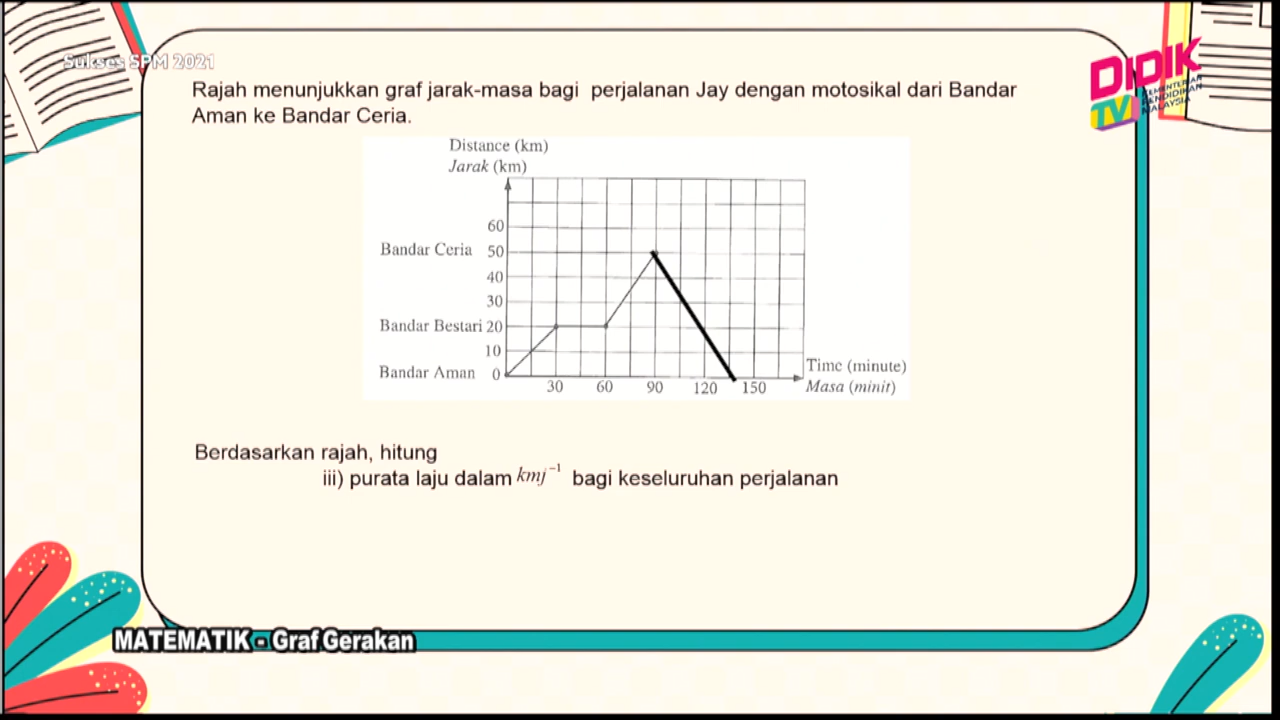 Sukses SPM 2021
DIDIK
TV
KEMENTERIAN
PENDIDIKAN
MALAYSIA
Rajah menunjukkan graf jarak-masa bagi perjalanan Jay dengan motosikal dari Bandar
Aman ke Bandar Ceria.
Distance (km)
Jarak (km)
60
Bandar Ceria 50
40
30
Bandar Bestari 20
10
Bandar Aman 0
30 60 90 120 150
Time (minute)
Masa (minit)
Berdasarkan rajah, hitung
iii) purata laju dalam kmj⁻¹ bagi keseluruhan perjalanan
MATEMATIK - Graf Gerakan